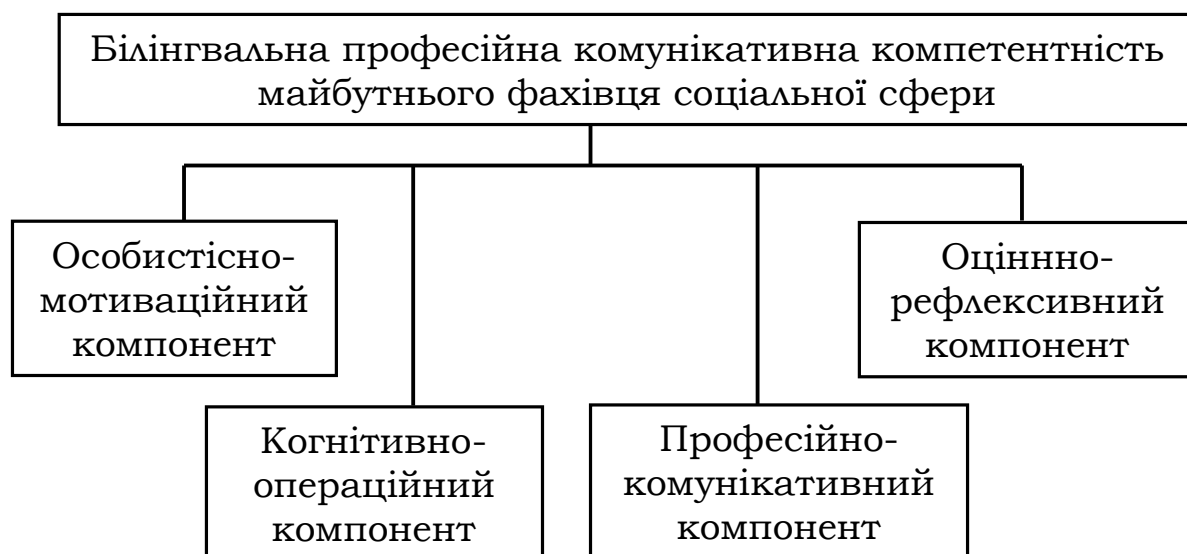 Білінгвальна професійна комунікативна компетентність
майбутнього фахівця соціальної сфери
Особистісно-
мотиваційний
компонент
Когнітивно-
операційний
компонент
Професійно-
комунікативний
компонент
Оціннно-
рефлексивний
компонент